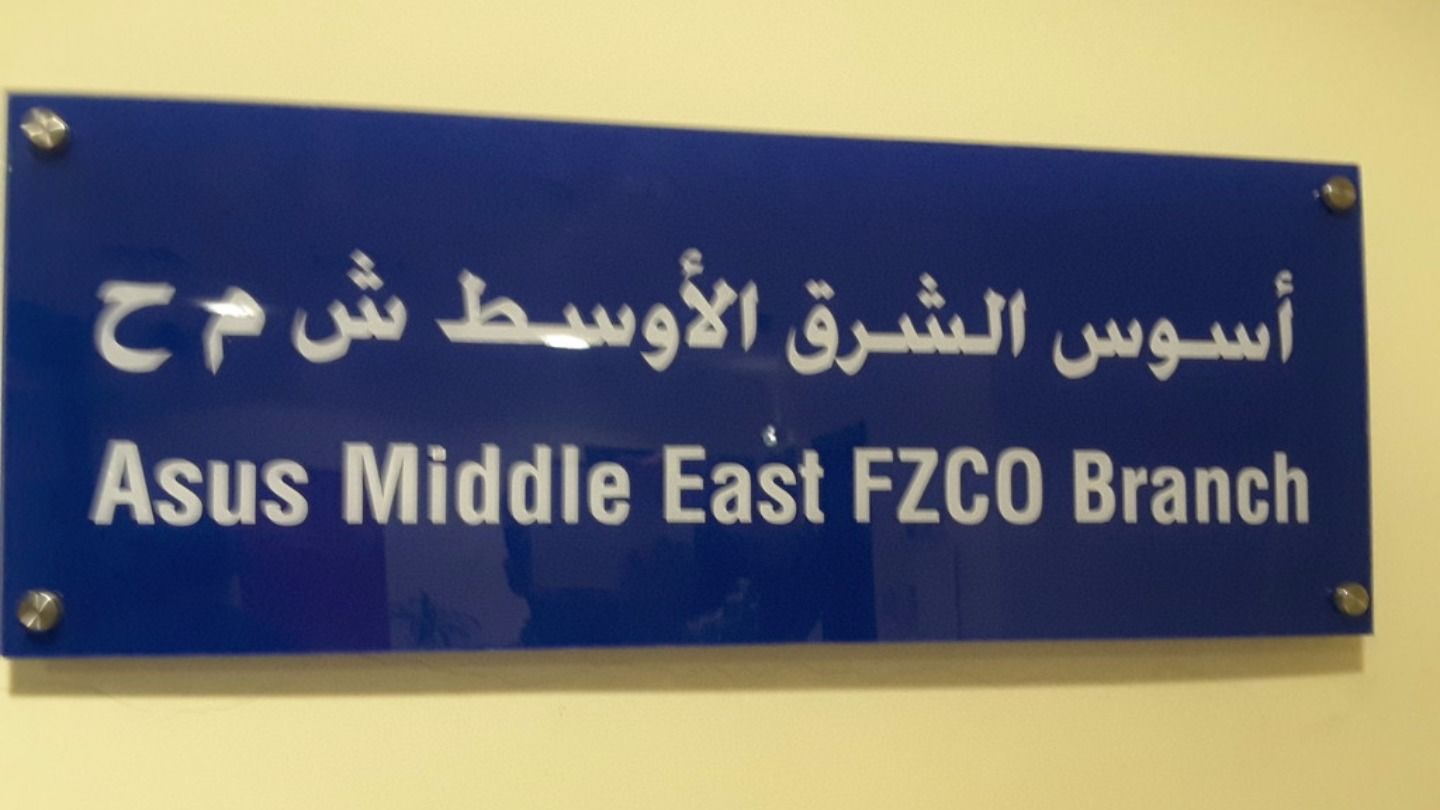 أسوس الشرق الأوسط ش م ح
Asus Middle East FZCO Branch